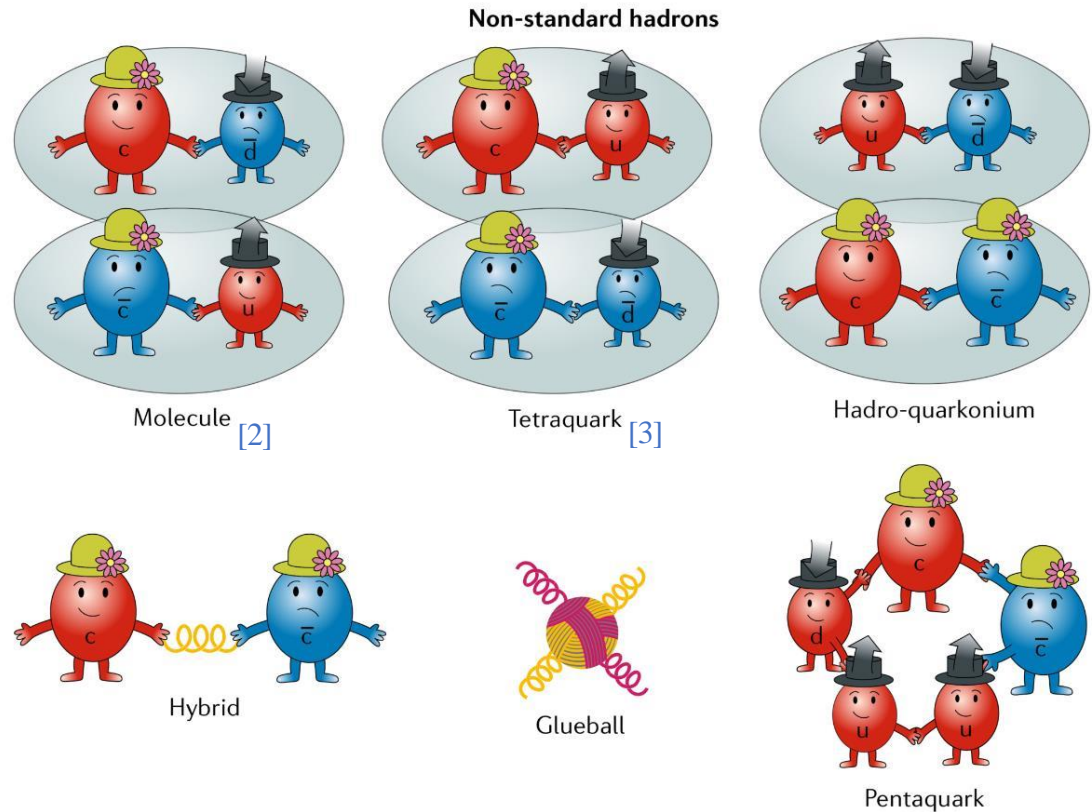 Non-standard hadrons
c d̅ c u u d̅
c̅ u c̅ d̅ c c̅
Molecule [2] Tetraquark [3] Hadro-quarkonium
c
c c̅ d c̅
Hybrid u u
Glueball
Pentaquark